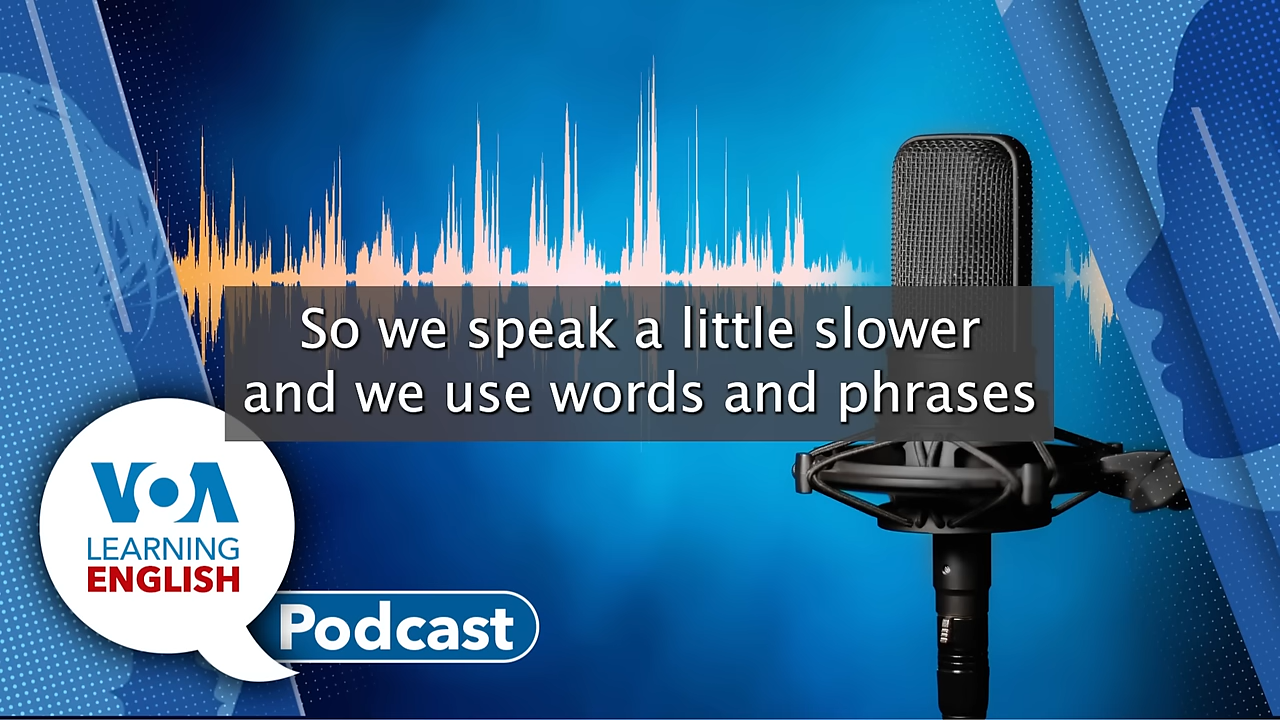 So we speak a little slower
and we use words and phrases
VOA
LEARNING
ENGLISH
Podcast